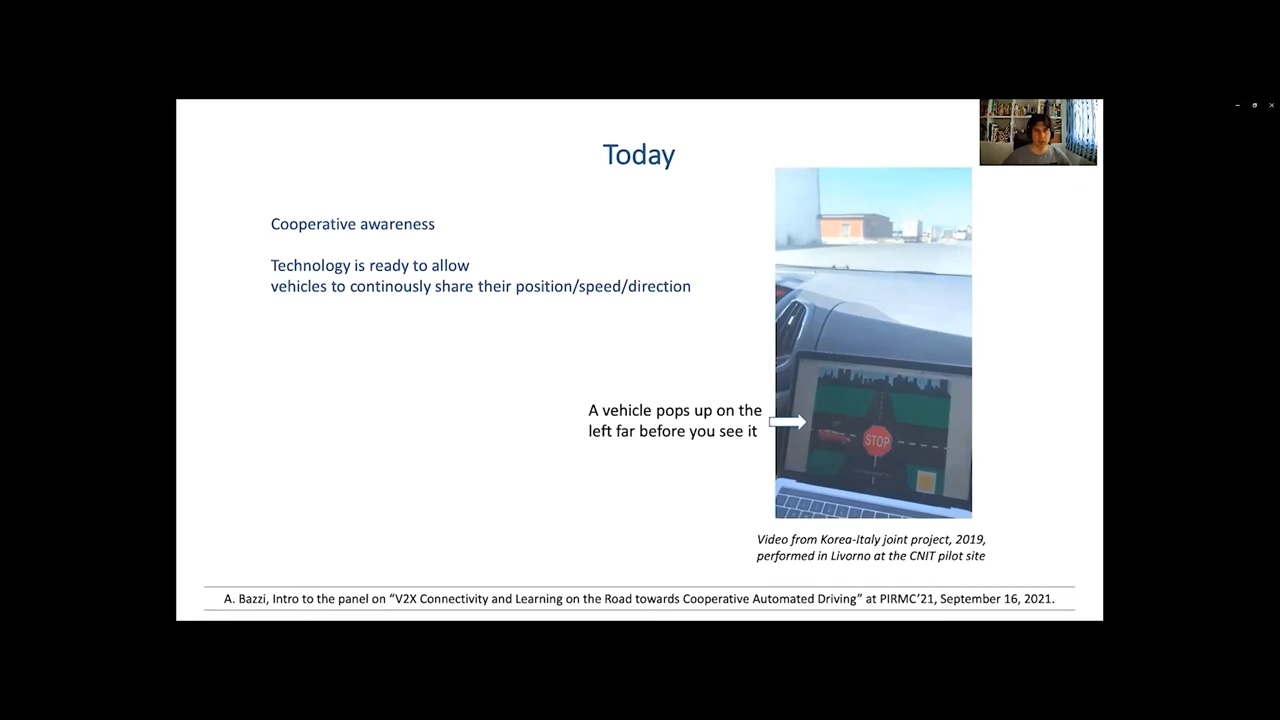 Today
Cooperative awareness
Technology is ready to allow
vehicles to continously share their position/speed/direction
A vehicle pops up on the
left far before you see it
STOP
Video from Korea-Italy joint project, 2019,
performed in Livorno at the CNIT pilot site
A. Bazzi, Intro to the panel on “V2X Connectivity and Learning on the Road towards Cooperative Automated Driving” at PIRMC’21, September 16, 2021.